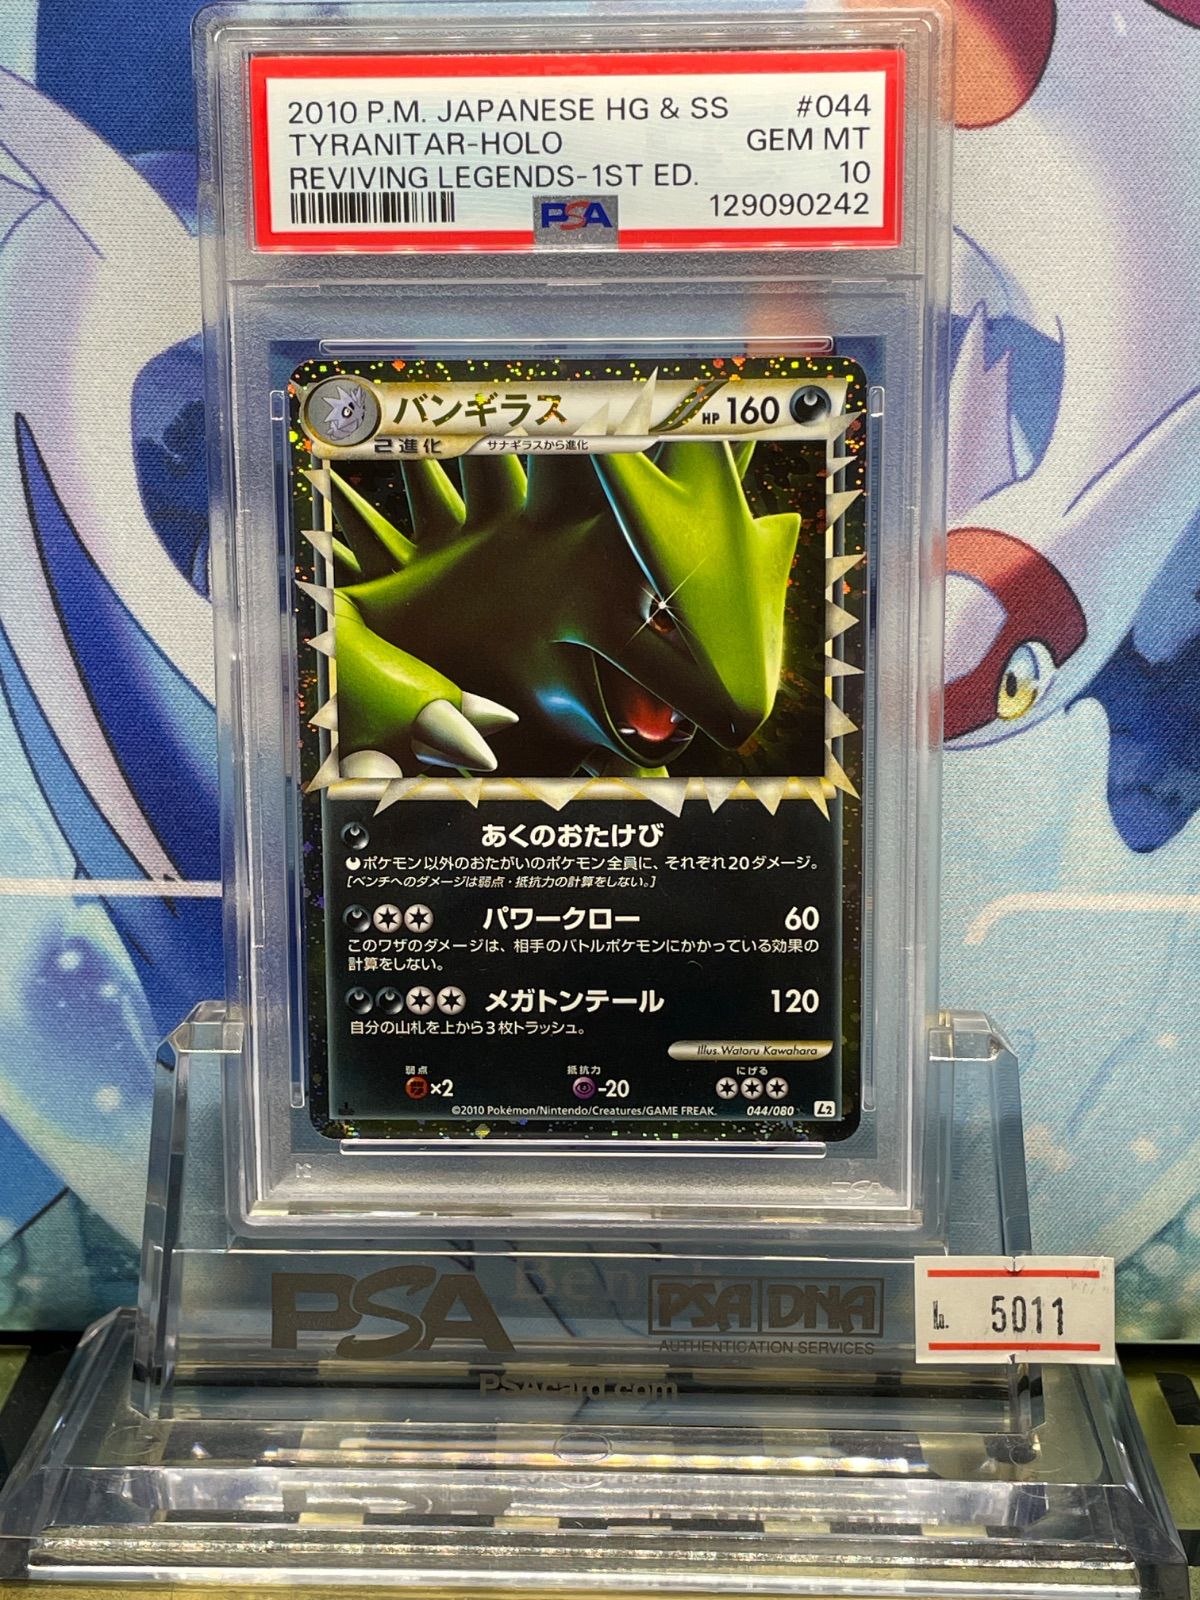 2010 P.M. JAPANESE HG & SS #044
TYRANITAR-HOLO GEM MT
REVIVING LEGENDS-1ST ED. 10
PSA 129090242
バンギラス HP 160
2進化 サナギラスから進化
あくのおたけび
ポケモン以外のおたがいのポケモン全員に、それぞれ20ダメージ。
[ベンチへのダメージは弱点・抵抗力の計算をしない。]
パワークロー 60
このワザのダメージは、相手のバトルポケモンにかかっている効果の
計算をしない。
メガトンテール 120
自分の山札を上から3枚トラッシュ。
Illus. Wataru Kawahara
弱点 抵抗力 にげる
×2 -20
©2010 Pokémon/Nintendo/Creatures/GAME FREAK. 044/080 L2
PSA
PSA PSA DNA
AUTHENTICATION SERVICES
PSAcard.com
No. 5011